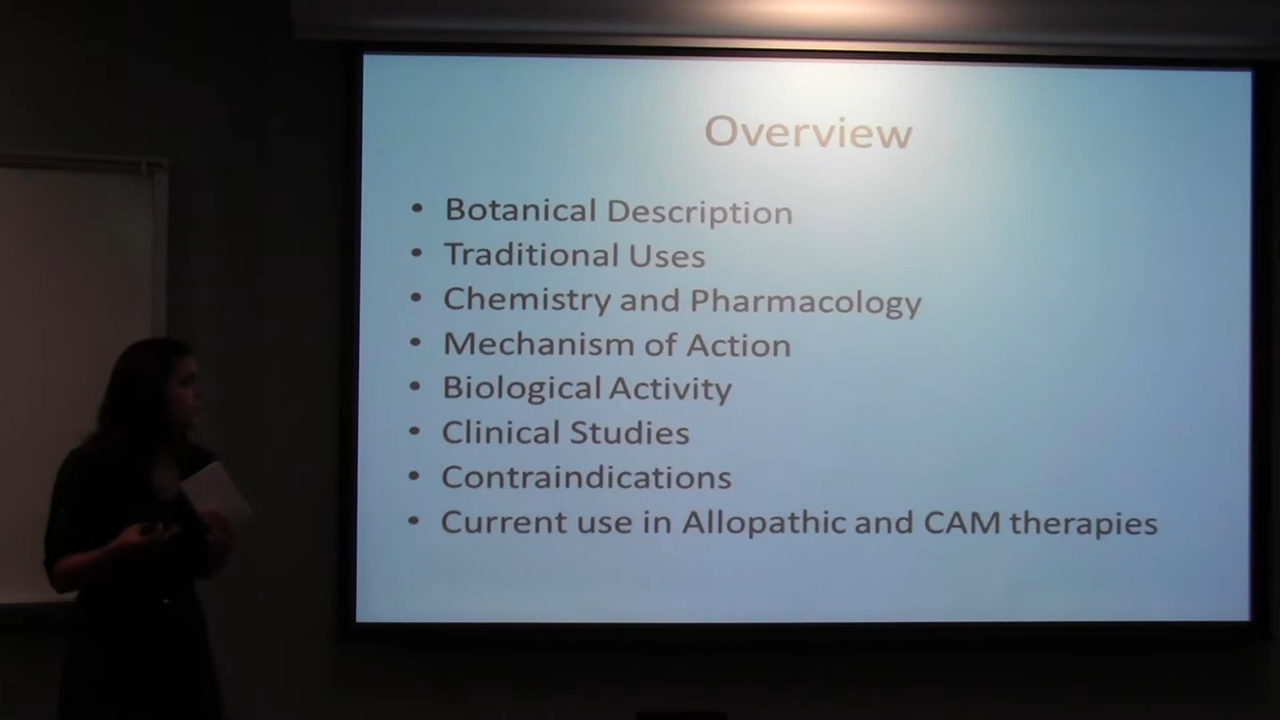 Overview
• Botanical Description
• Traditional Uses
• Chemistry and Pharmacology
• Mechanism of Action
• Biological Activity
• Clinical Studies
• Contraindications
• Current use in Allopathic and CAM therapies